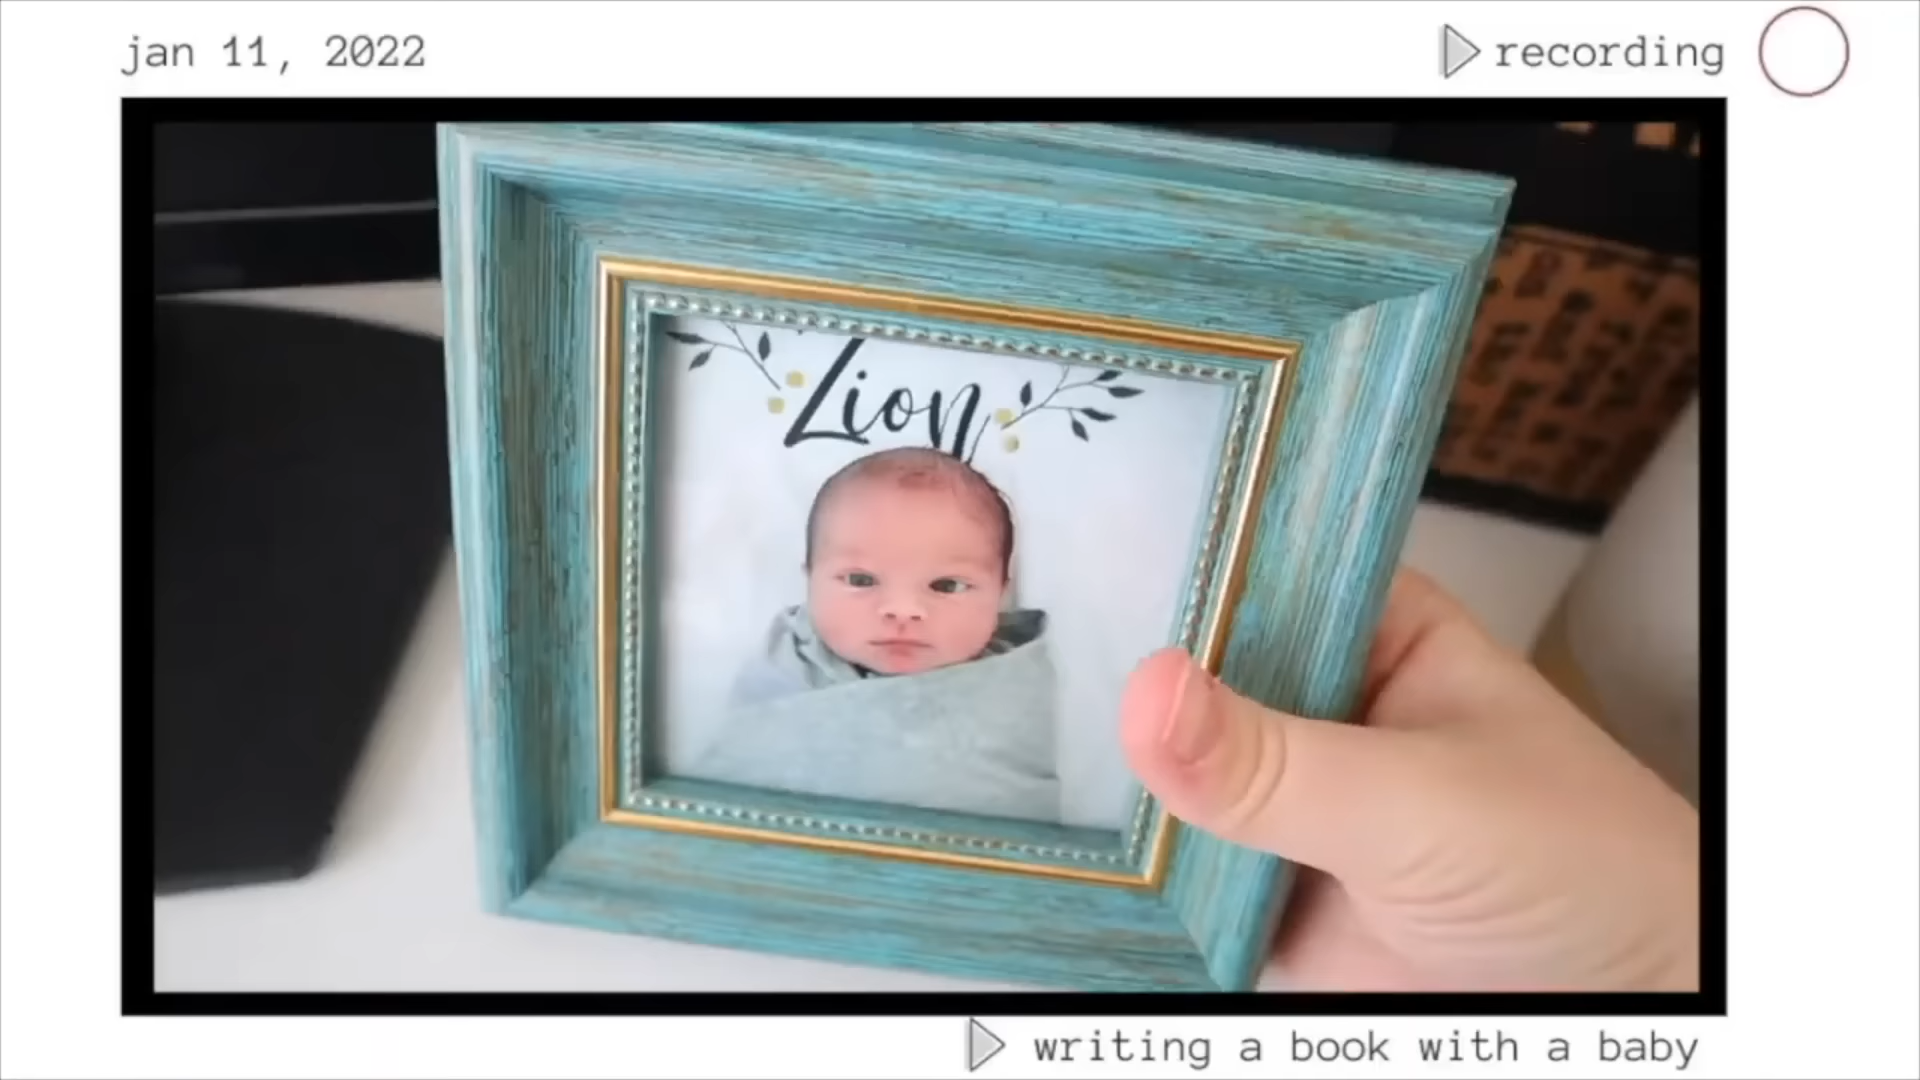 jan 11, 2022
recording
Lion
writing a book with a baby